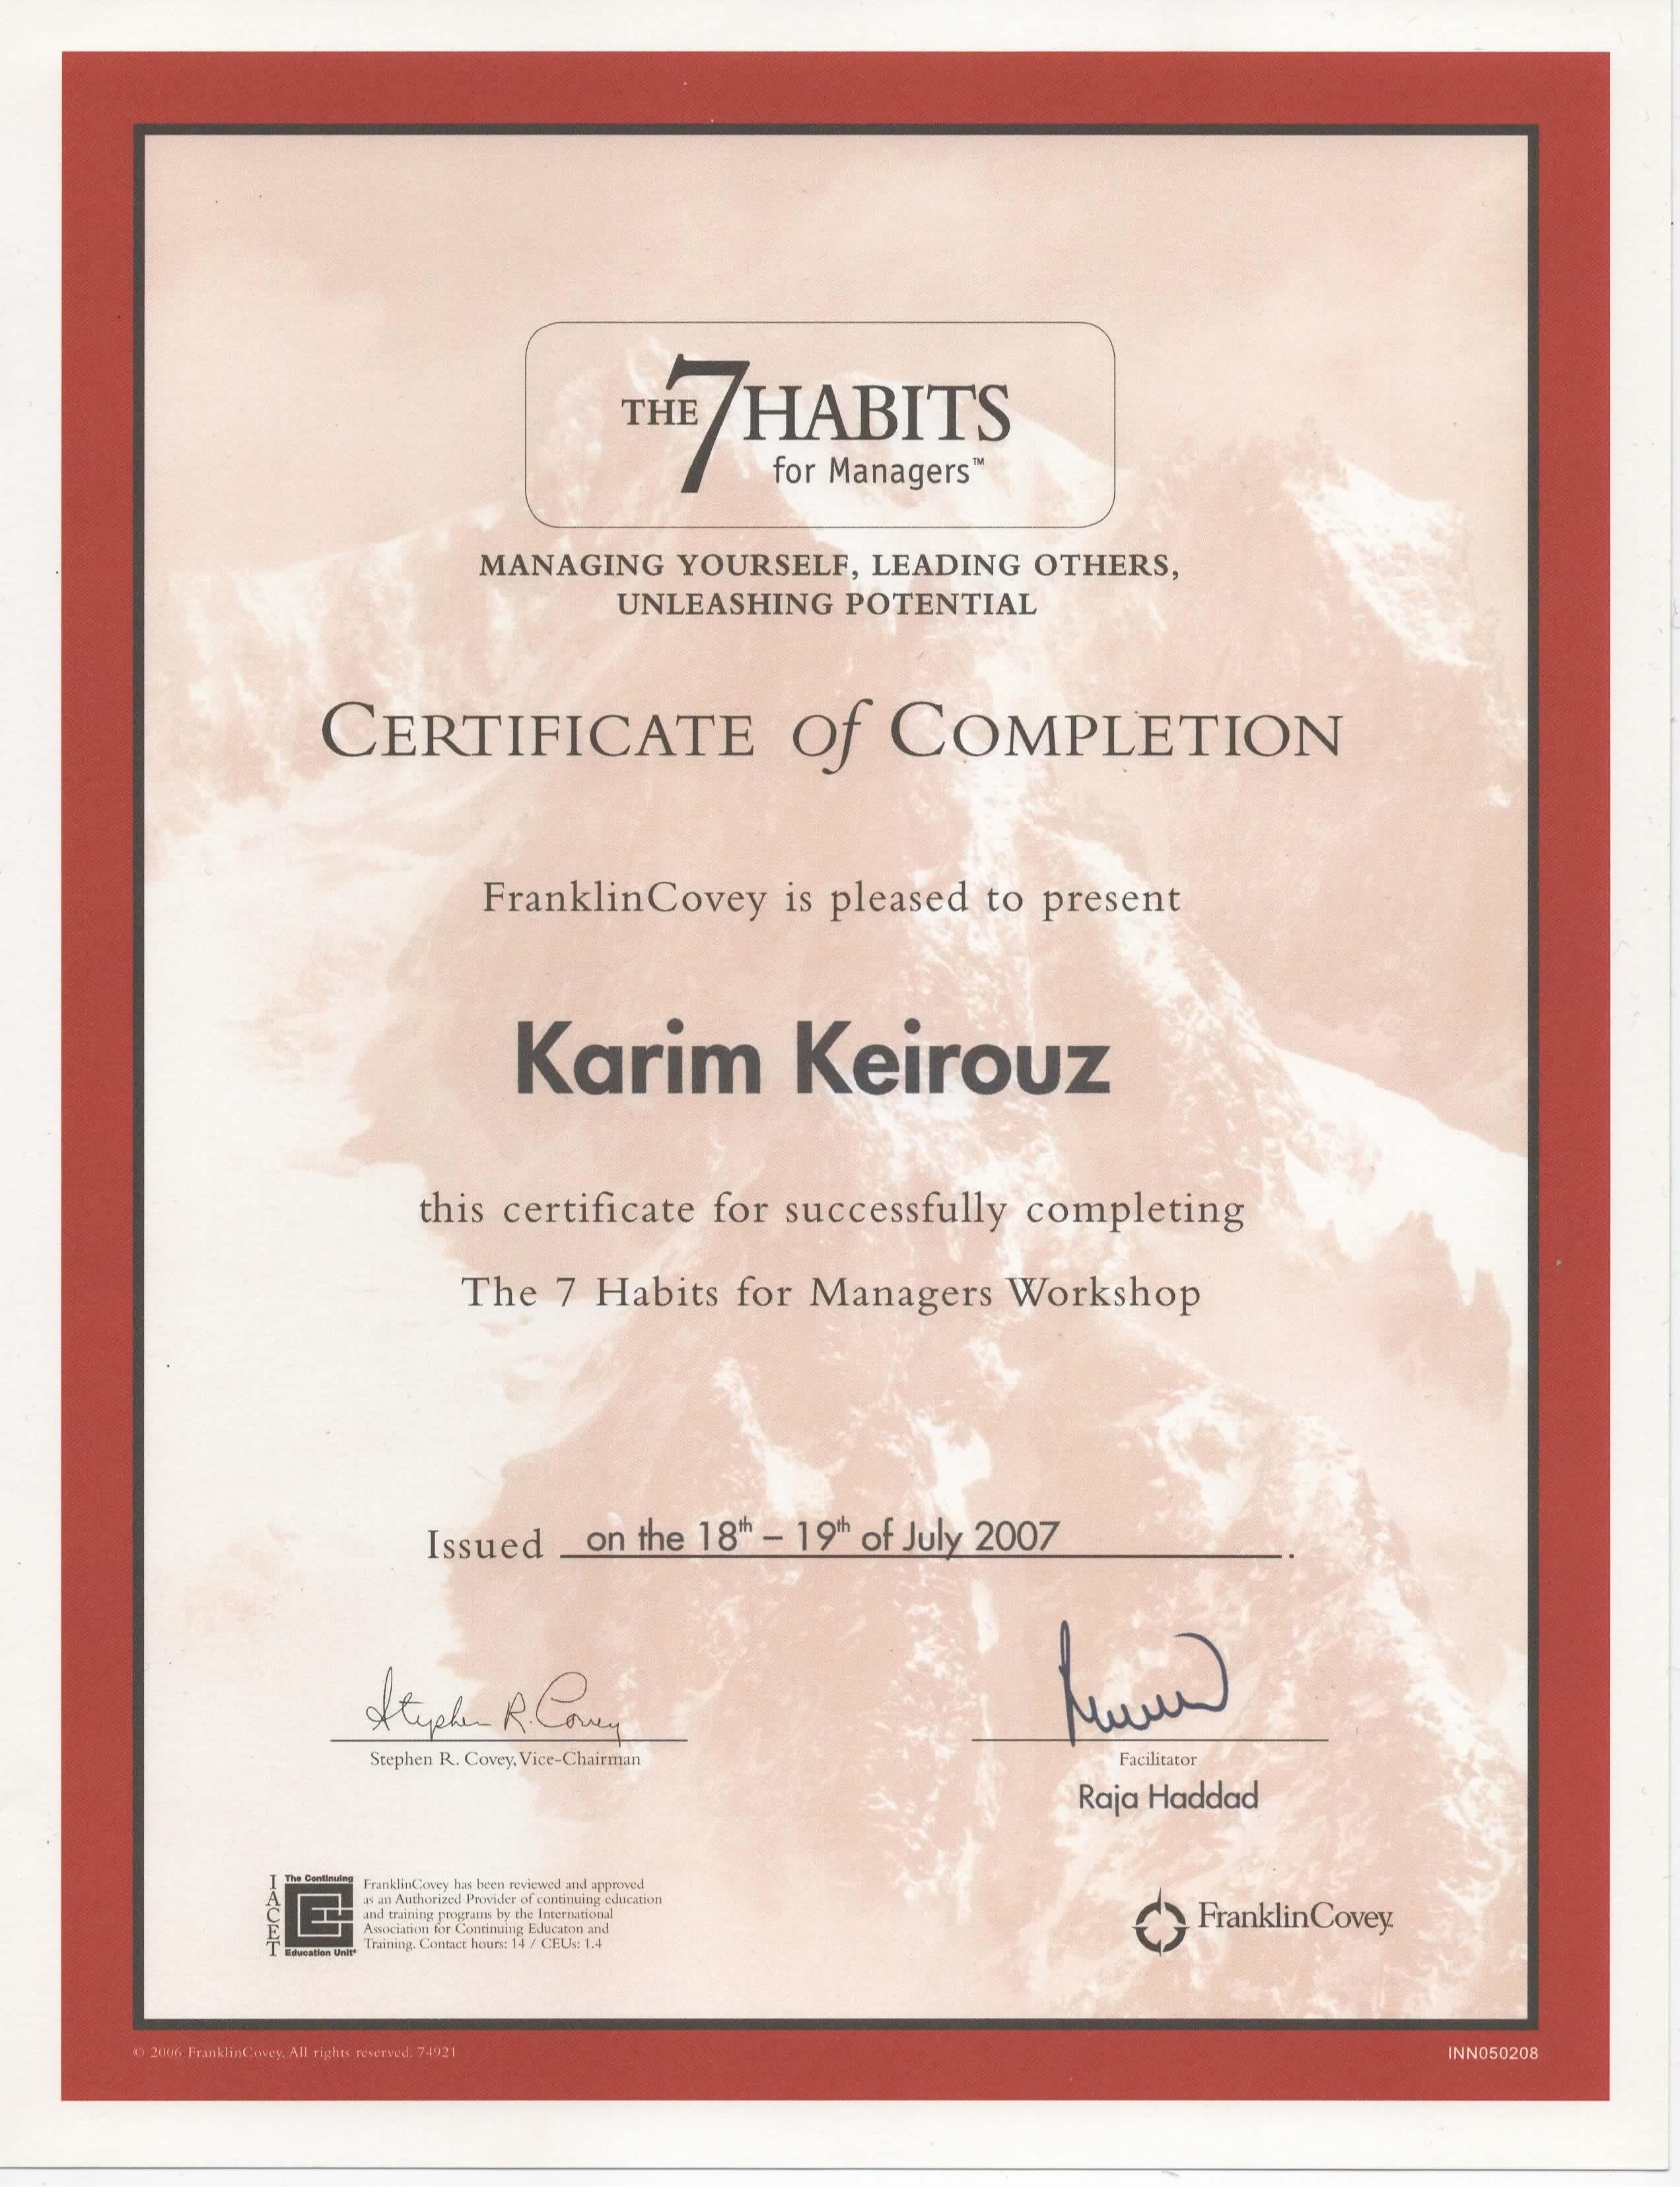 THE 7 HABITS
for Managers™
MANAGING YOURSELF, LEADING OTHERS,
UNLEASHING POTENTIAL
CERTIFICATE of COMPLETION
FranklinCovey is pleased to present
Karim Keirouz
this certificate for successfully completing
The 7 Habits for Managers Workshop
Issued on the 18th – 19th of July 2007.
Stephen R. Covey
Stephen R. Covey, Vice-Chairman
Facilitator
Raja Haddad
IACET
The Continuing
Education Unit
FranklinCovey has been reviewed and approved
as an Authorized Provider of continuing education
and training programs by the International
Association for Continuing Educaton and
Training. Contact hours: 14 / CEUs: 1.4
FranklinCovey
© 2006 FranklinCovey, All rights reserved. 74921
INN050208